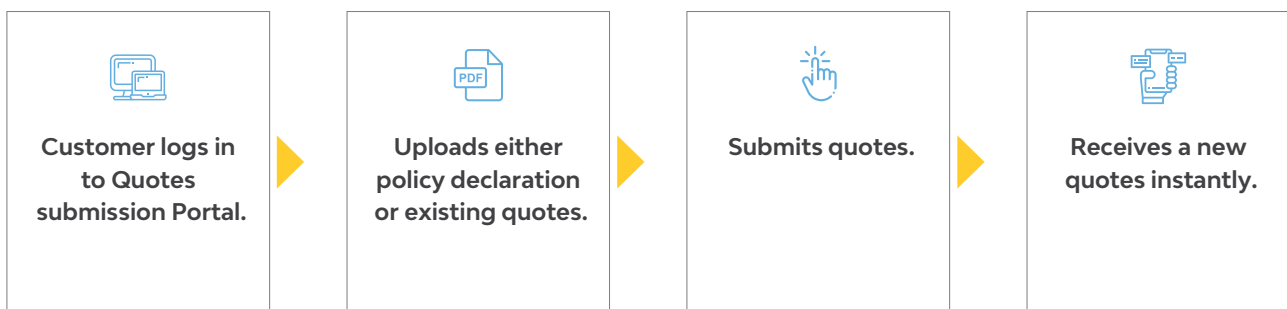 Customer logs in
to Quotes
submission Portal.
PDF
Uploads either
policy declaration
or existing quotes.
Submits quotes.
Receives a new
quotes instantly.